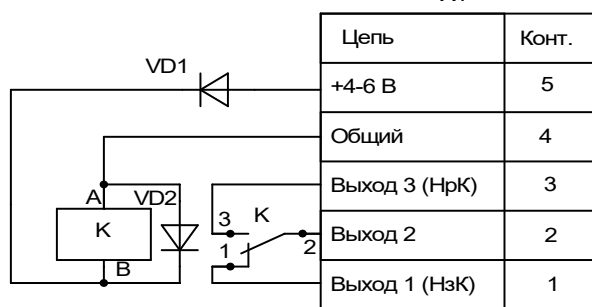 Цепь Конт.
VD1
+4-6 В 5
Общий 4
A VD2
Выход 3 (НрК) 3
3 K
K
Выход 2 2
1 2
B
Выход 1 (НзК) 1